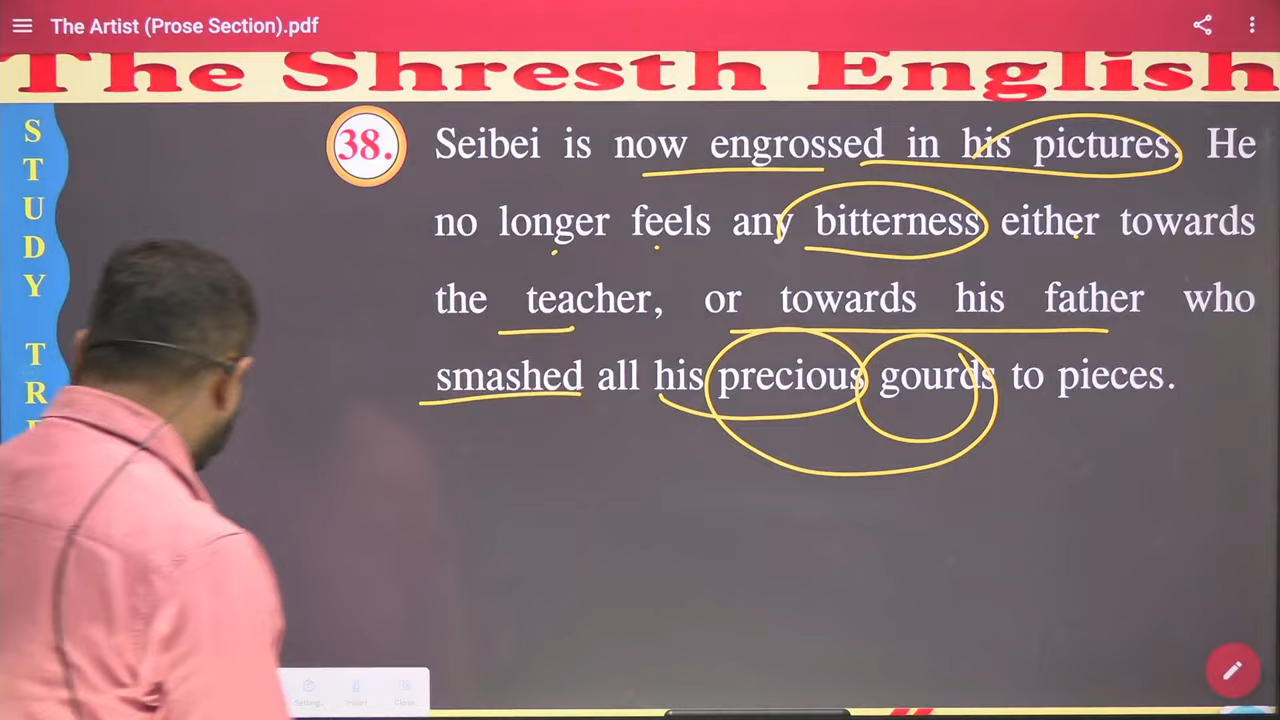 The Artist (Prose Section).pdf
The Shresth English
STUDY TR
38. Seibei is now engrossed in his pictures. He
no longer feels any bitterness either towards
the teacher, or towards his father who
smashed all his precious gourds to pieces.